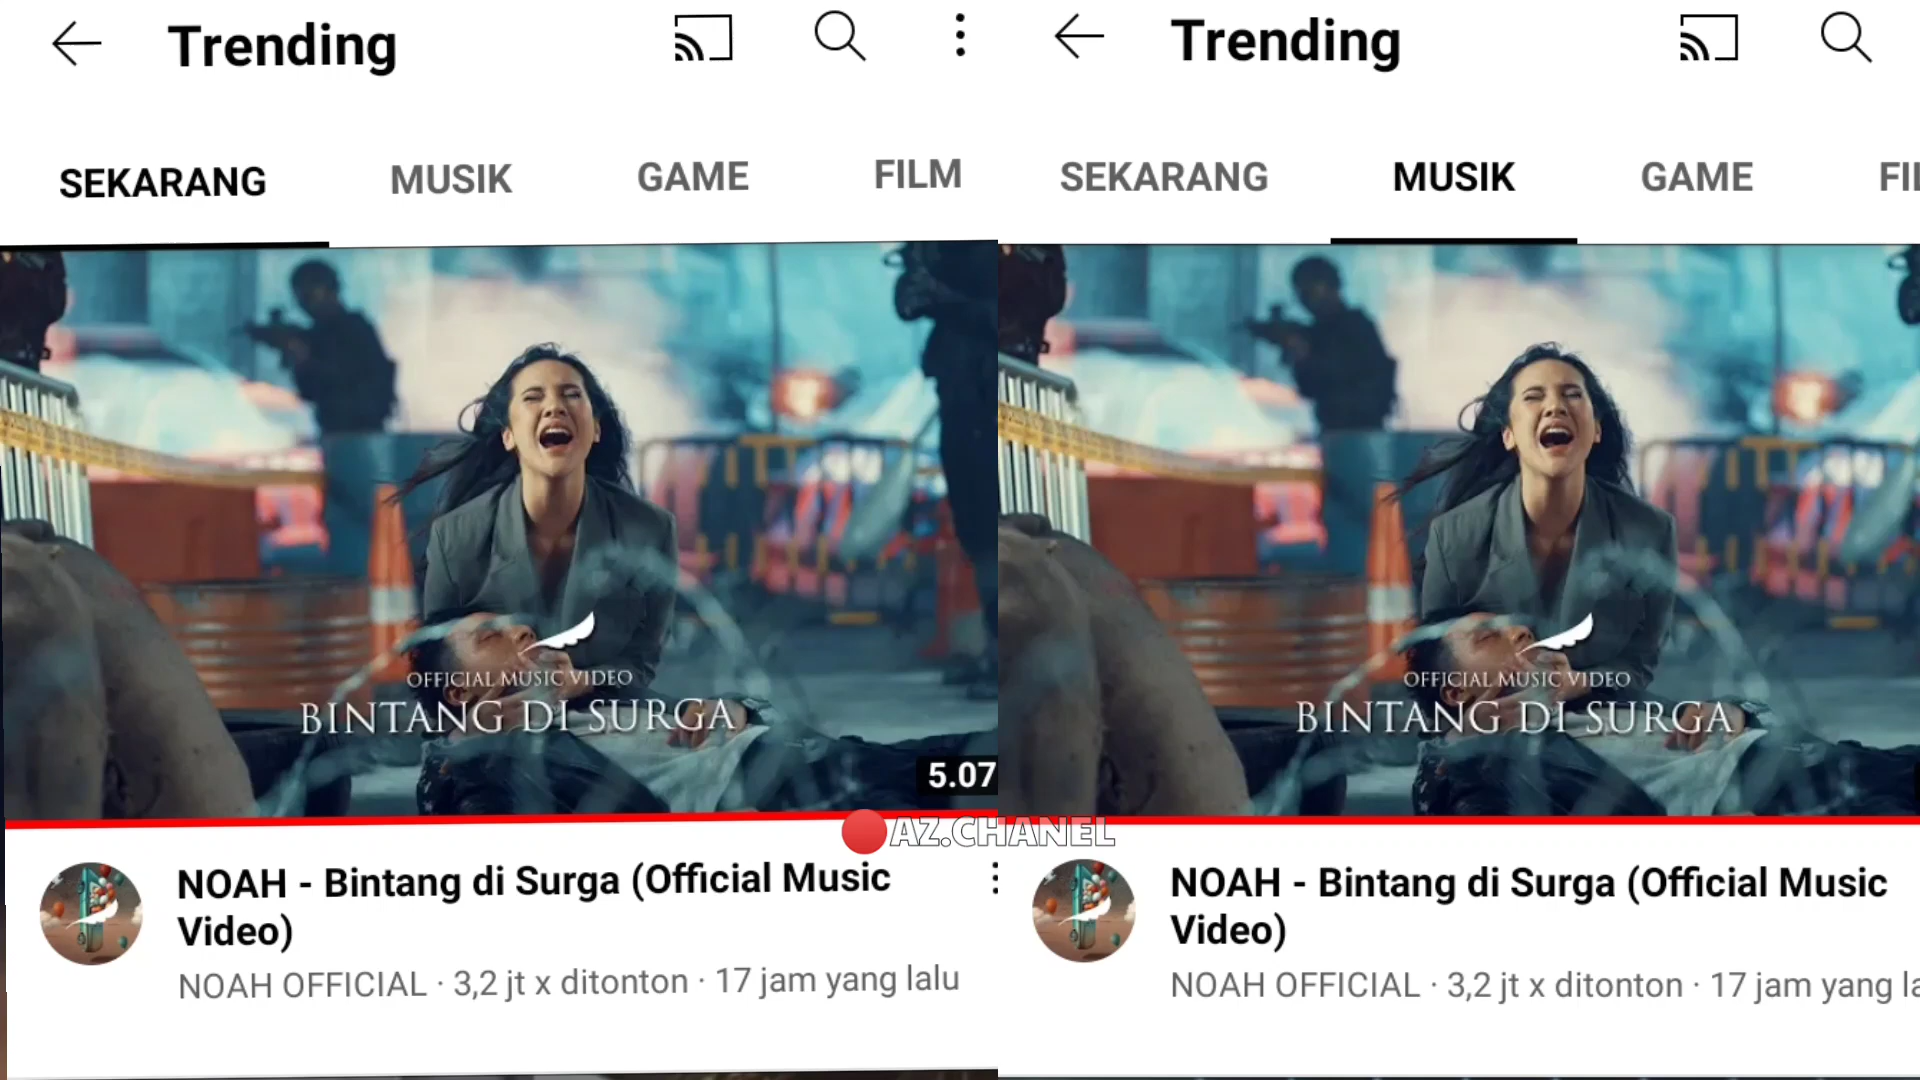 Trending
SEKARANG MUSIK GAME FILM
OFFICIAL MUSIC VIDEO
BINTANG DI SURGA
5.07
NOAH - Bintang di Surga (Official Music
Video)
NOAH OFFICIAL · 3,2 jt x ditonton · 17 jam yang lalu
AZ.CHANEL
Trending
SEKARANG MUSIK GAME FIL
OFFICIAL MUSIC VIDEO
BINTANG DI SURGA
NOAH - Bintang di Surga (Official Music
Video)
NOAH OFFICIAL · 3,2 jt x ditonton · 17 jam yang la